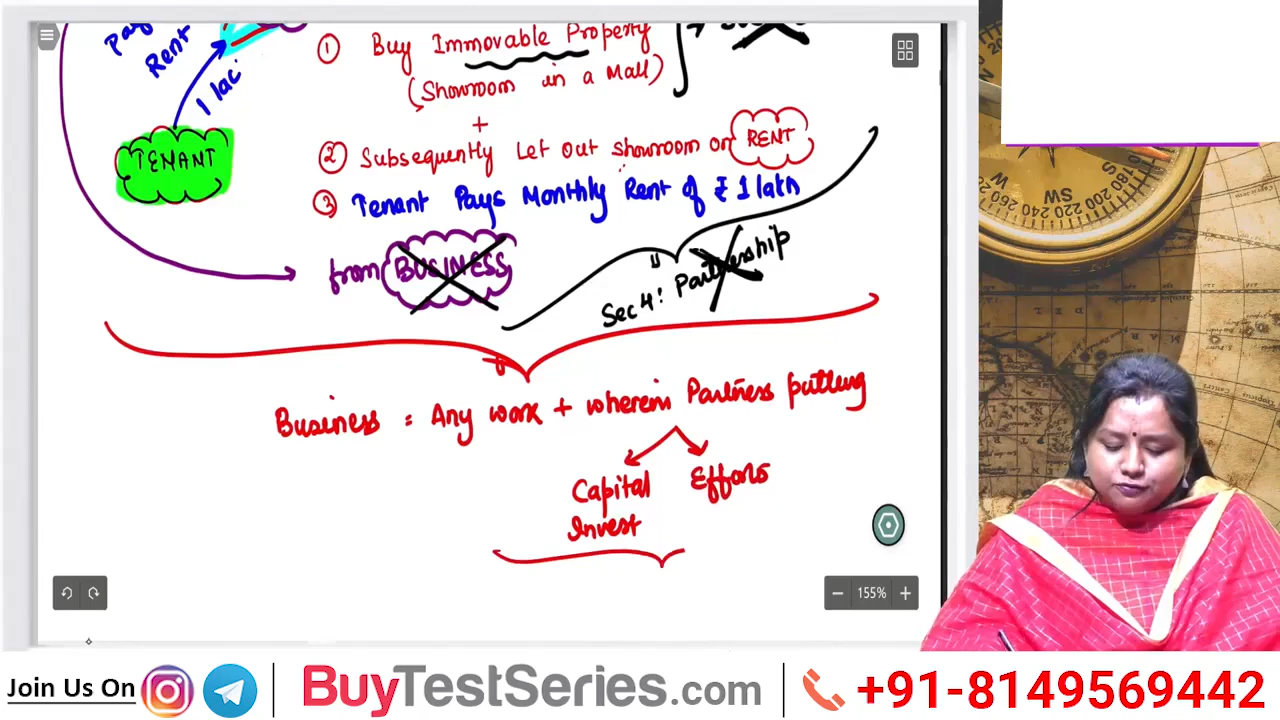 Pay
Rent
1 lac
TENANT
① Buy Immovable Property
(Showroom in a Mall)
+
② Subsequently Let Out showroom on RENT
③ Tenant Pays Monthly Rent of ₹ 1 lakh
from BUSINESS
Sec 4: Partnership
Business = Any work + wherein Partners putting
Capital Efforts
Invest
155%
SW
W
Join Us On
BuyTestSeries.com
+91-8149569442